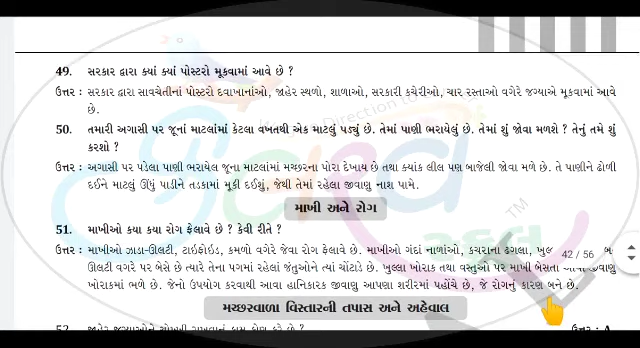 49. સરકાર દ્વારા ક્યાં ક્યાં પોસ્ટરો મૂકવામાં આવે છે ?
ઉત્તર : સરકાર દ્વારા સાવચેતીનાં પોસ્ટરો દવાખાનાંઓ, જાહેર સ્થળો, શાળાઓ, સરકારી કચેરીઓ, ચાર રસ્તાઓ વગેરે જગ્યાએ મૂકવામાં આવે
છે.
50. તમારી અગાસી પર જૂનાં માટલાંમાં કેટલા વખતથી એક માટલું પડ્યું છે. તેમાં પાણી ભરાયેલું છે. તેમાં શું જોવા મળશે ? તેનું તમે શું
કરશો ?
ઉત્તર : અગાસી પર પડેલા પાણી ભરાયેલ જૂના માટલામાં મચ્છરના પોરા દેખાય છે તથા ક્યાંક લીલ પણ બાજેલી જોવા મળે છે. તે પાણીને ઢોળી
દઈને માટલું ઊંધું પાડીને તડકામાં મૂકી દઈશું, જેથી તેમાં રહેલા જીવાણુ નાશ પામે.
માખી અને રોગ
51. માખીઓ કયા કયા રોગ ફેલાવે છે ? કેવી રીતે ?
ઉત્તર : માખીઓ ઝાડા-ઊલટી, ટાઇફોઇડ, કમળો વગેરે જેવા રોગ ફેલાવે છે. માખીઓ ગંદાં નાળાંઓ, કચરાના ઢગલા, ખુલ
ઊલટી વગરે પર બેસે છે ત્યારે તેના પગમાં રહેલાં જંતુઓને ત્યાં ચોંટાડે છે. ખુલ્લા ખોરાક તથા વસ્તુઓ પર માખી બેસતા જીવાણુ
ખોરાકમાં ભળે છે. જેનો ઉપયોગ કરવાથી આવા હાનિકારક જીવાણુ આપણા શરીરમાં પહોંચે છે, જે રોગનું કારણ બને છે.
42 / 56
મચ્છરવાળા વિસ્તારની તપાસ અને અહેવાલ
TM